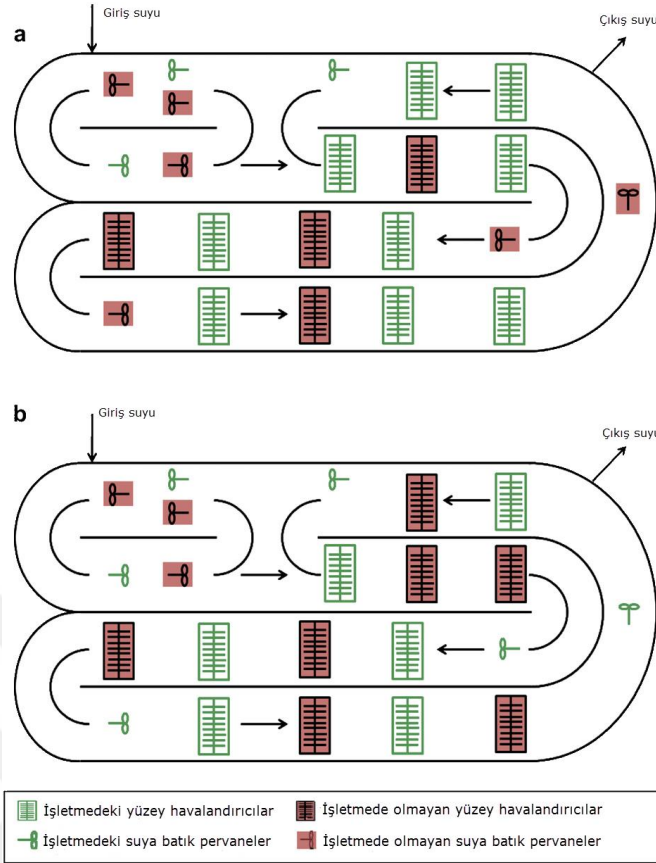 a
Giriş suyu
Çıkış suyu
b
Giriş suyu
Çıkış suyu
İşletmedeki yüzey havalandırıcılar
İşletmede olmayan yüzey havalandırıcılar
İşletmedeki suya batık pervaneler
İşletmede olmayan suya batık pervaneler